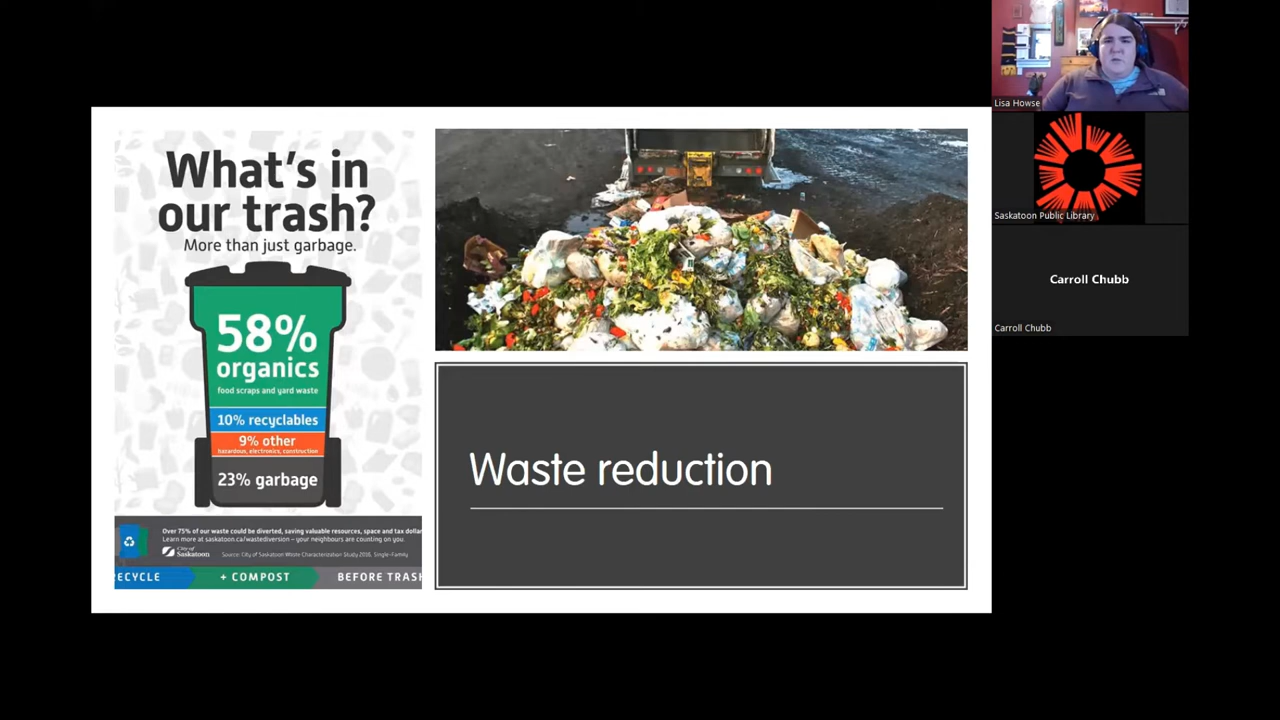 What's in
our trash?
More than just garbage.
58%
organics
food scraps and yard waste
10% recyclables
9% other
hazardous, electronics, construction
23% garbage
Over 75% of our waste could be diverted, saving valuable resources, space and tax dollar
Learn more at saskatoon.ca/wastediversion – your neighbours are counting on you.
City of
Saskatoon
Source: City of Saskatoon Waste Characterization Study 2016, Single-Family
ECYCLE
+ COMPOST
BEFORE TRASH
Waste reduction
Lisa Howse
Saskatoon Public Library
Carroll Chubb
Carroll Chubb